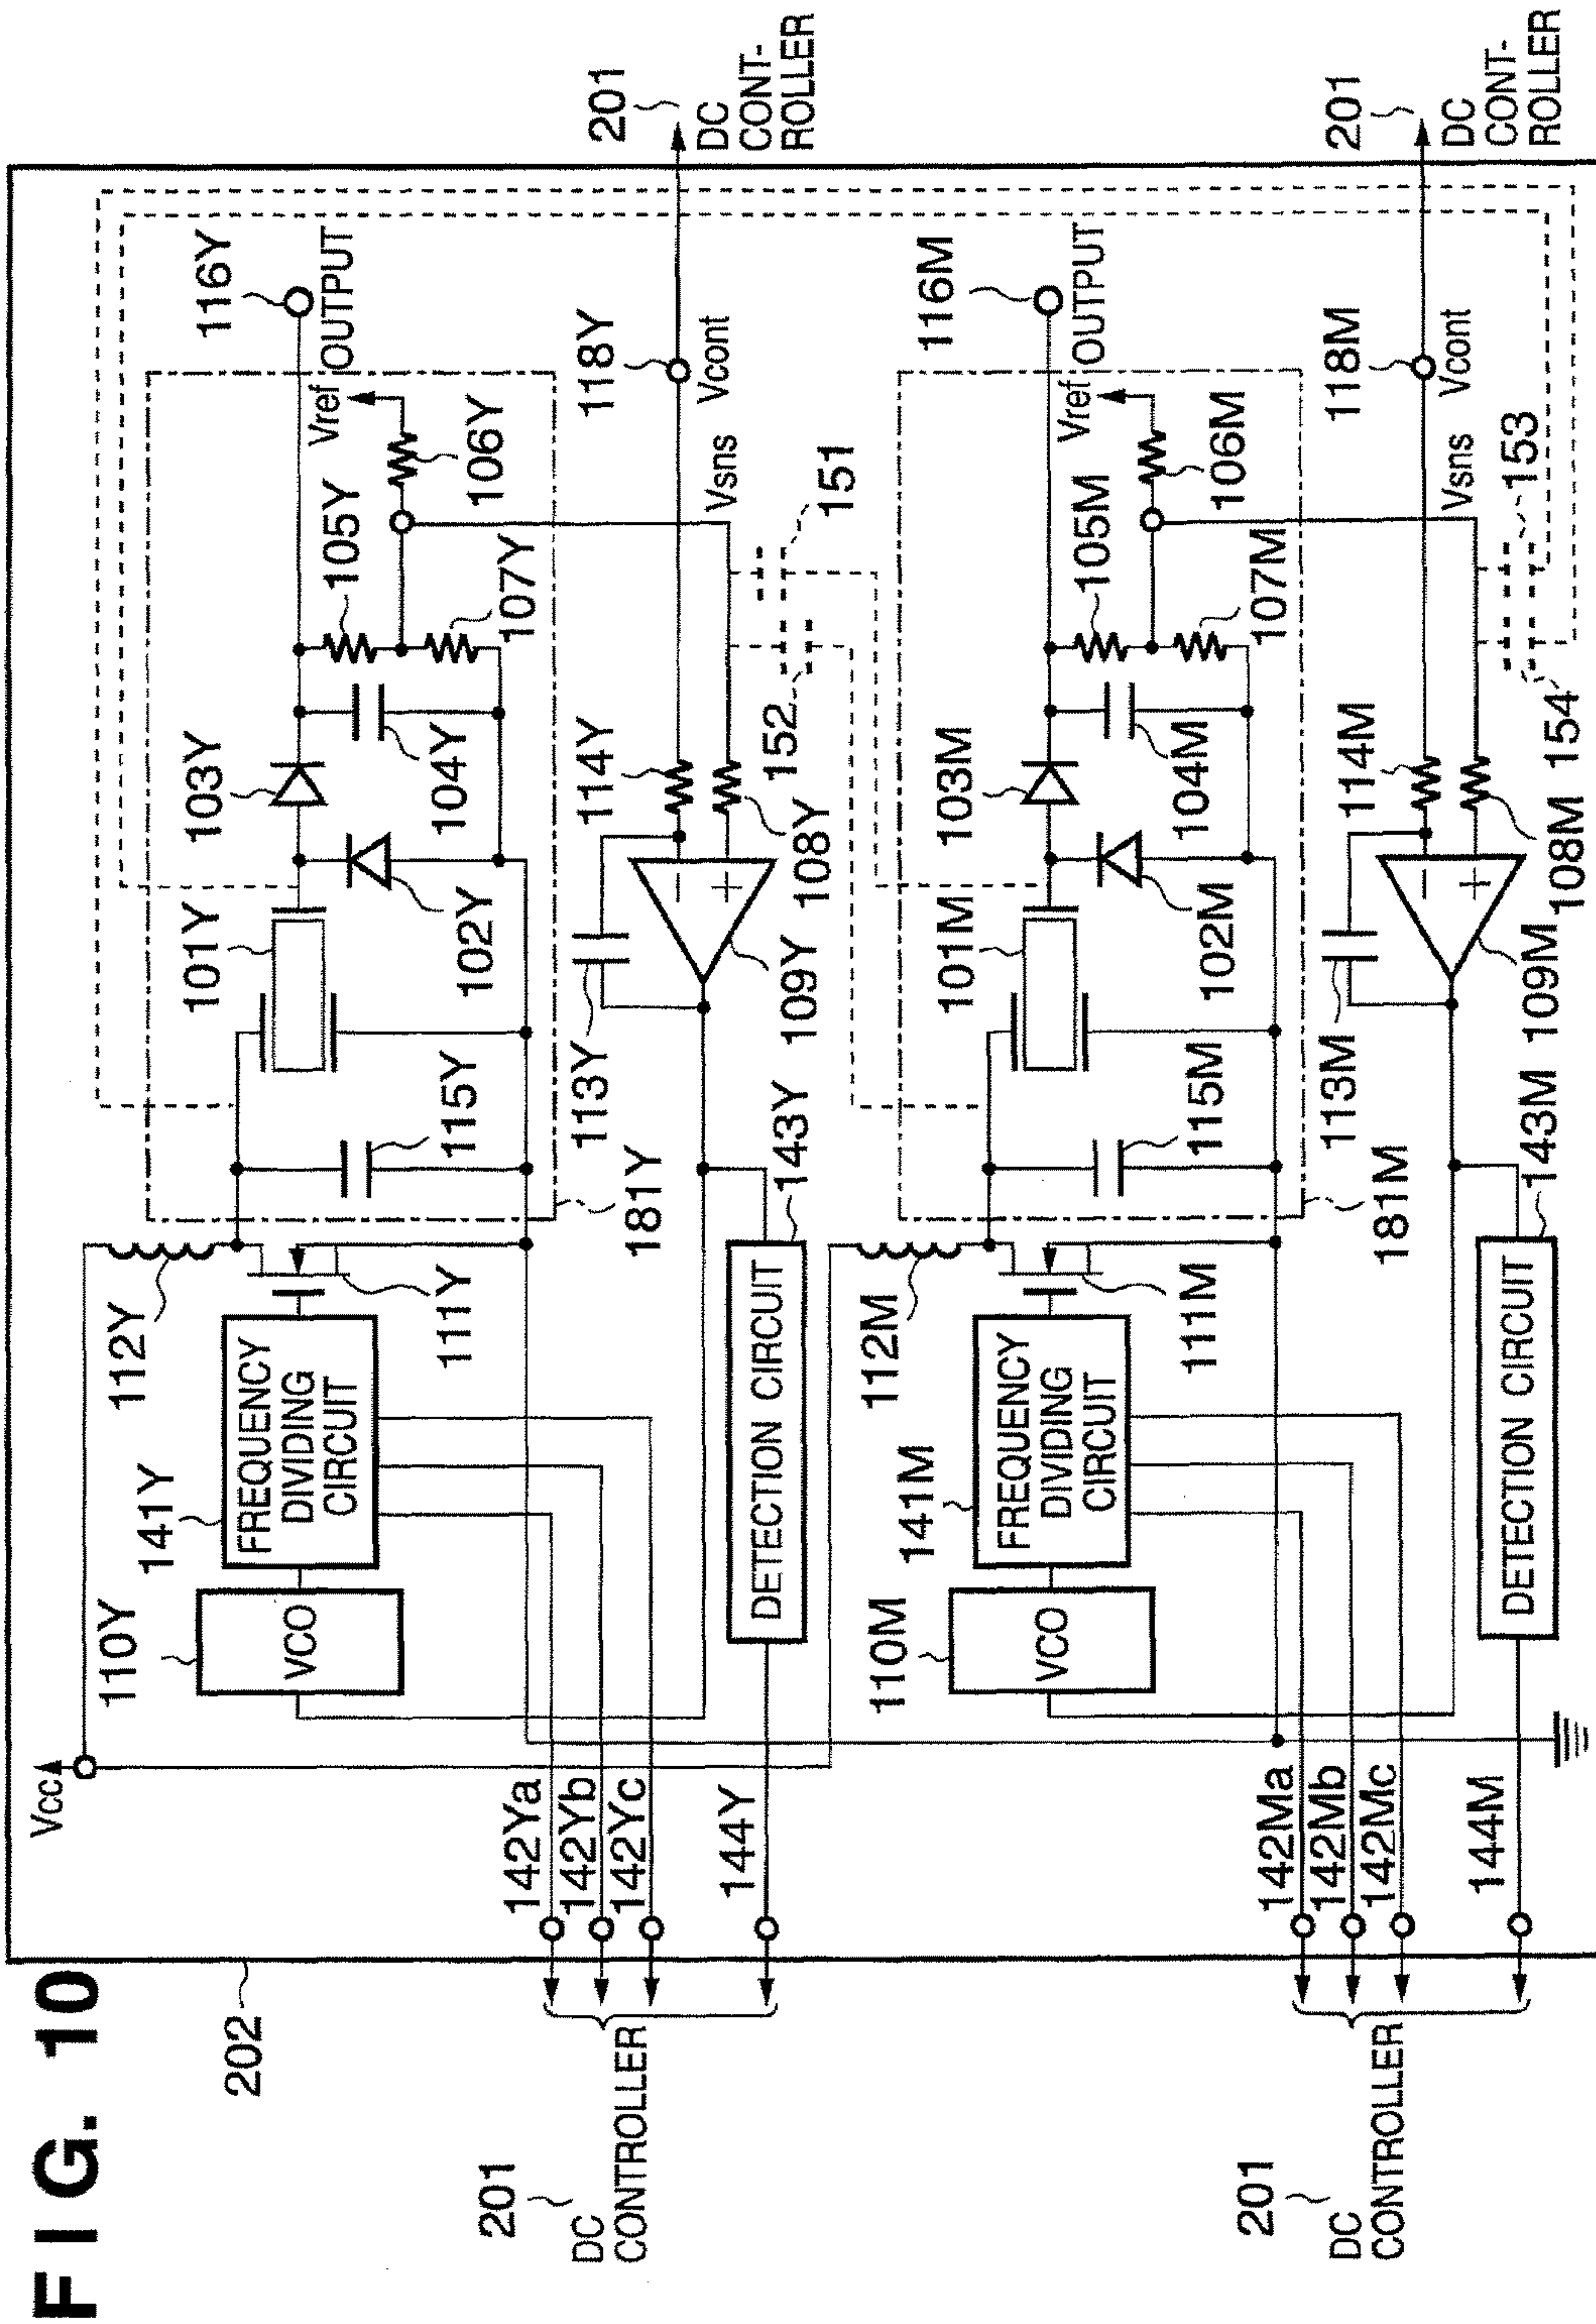 FIG. 10
202
Vcc
110Y
VCO
141Y
FREQUENCY
DIVIDING
CIRCUIT
112Y
111Y
115Y
101Y
102Y
103Y
104Y
105Y
107Y
106Y
Vref
116Y
OUTPUT
181Y
113Y
109Y
114Y
108Y
118Y
Vcont
Vsns
201
DC
CONT-
ROLLER
142Ya
142Yb
142Yc
144Y
201
DC
CONTROLLER
DETECTION CIRCUIT
143Y
152
151
110M
VCO
141M
FREQUENCY
DIVIDING
CIRCUIT
112M
111M
115M
101M
102M
103M
104M
105M
107M
106M
Vref
116M
OUTPUT
181M
113M
109M
114M
108M
118M
Vcont
Vsns
201
DC
CONT-
ROLLER
142Ma
142Mb
142Mc
144M
201
DC
CONTROLLER
DETECTION CIRCUIT
143M
154
153